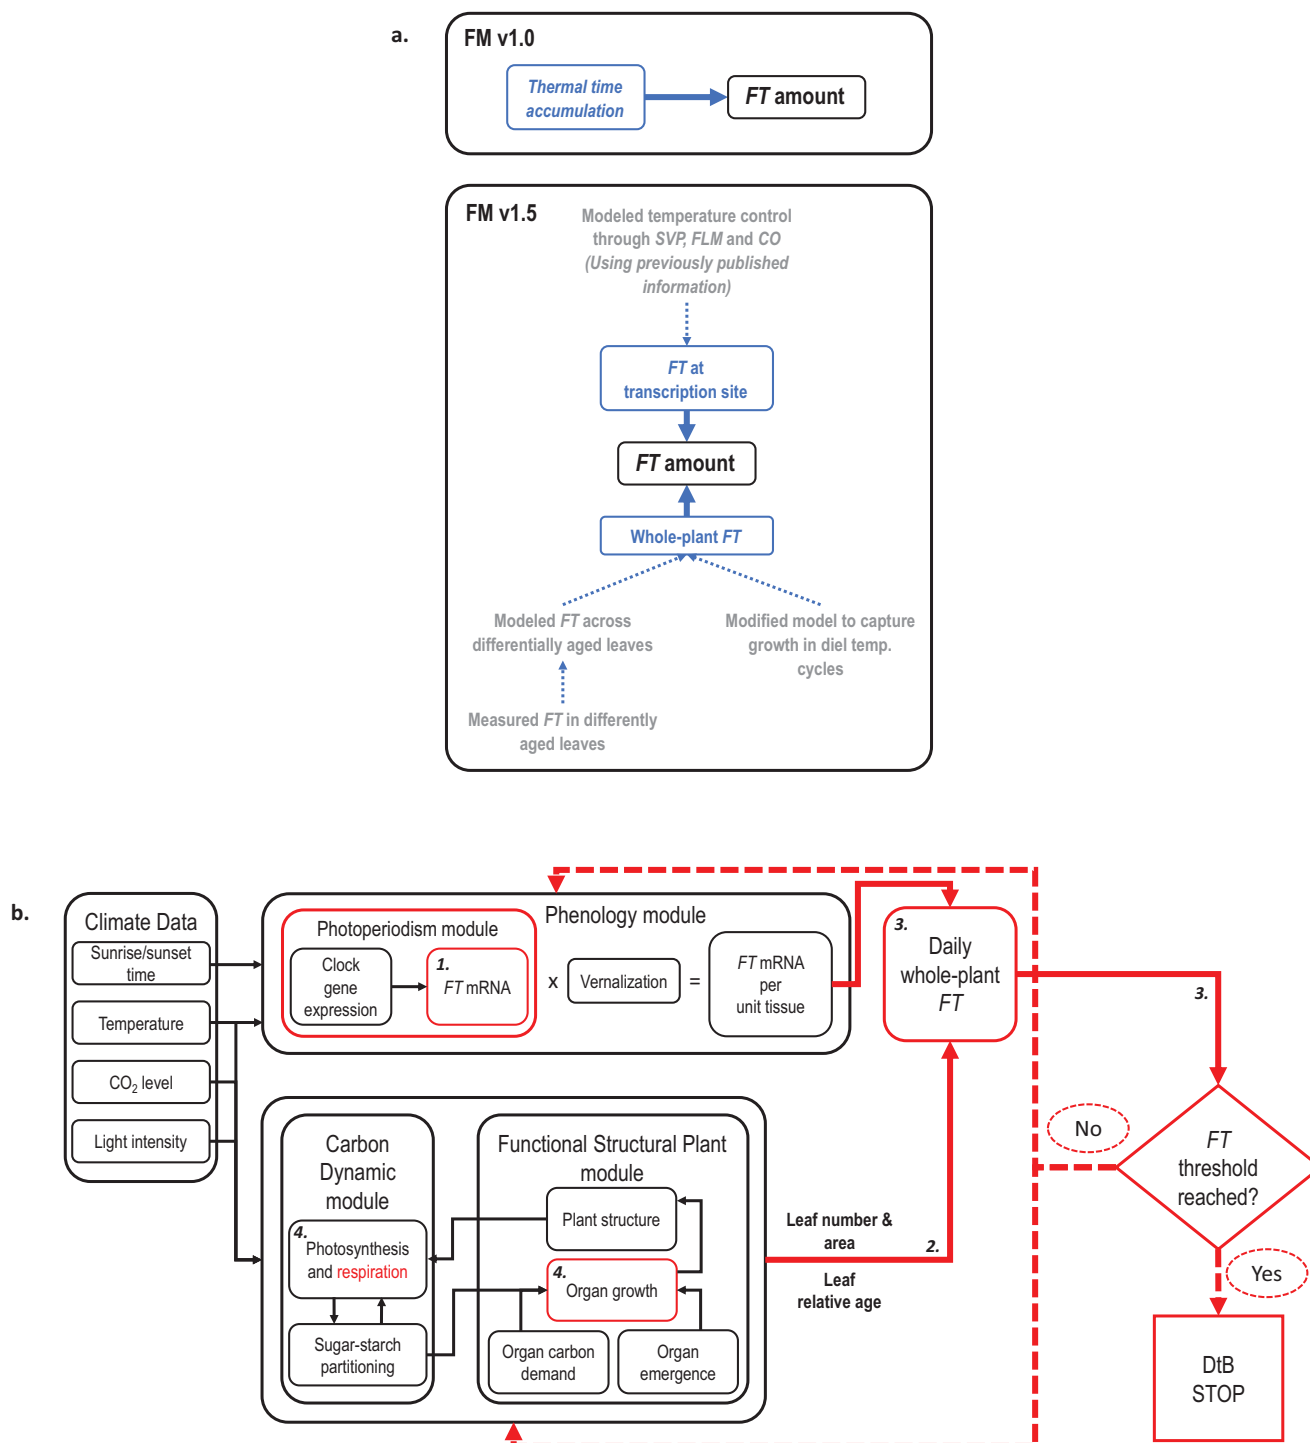 a.
FM v1.0
Thermal time
accumulation
FT amount
FM v1.5
Modeled temperature control
through SVP, FLM and CO
(Using previously published
information)
FT at
transcription site
FT amount
Whole-plant FT
Modeled FT across
differentially aged leaves
Modified model to capture
growth in diel temp.
cycles
Measured FT in differently
aged leaves
b.
Climate Data
Sunrise/sunset
time
Temperature
CO2 level
Light intensity
Phenology module
Photoperiodism module
Clock
gene
expression
1.
FT mRNA
x
Vernalization
=
FT mRNA
per
unit tissue
3.
Daily
whole-plant
FT
3.
Carbon
Dynamic
module
4.
Photosynthesis
and respiration
Sugar-starch
partitioning
Functional Structural Plant
module
Plant structure
4.
Organ growth
Organ carbon
demand
Organ
emergence
Leaf number &
area
2.
Leaf
relative age
No
FT
threshold
reached?
Yes
DtB
STOP